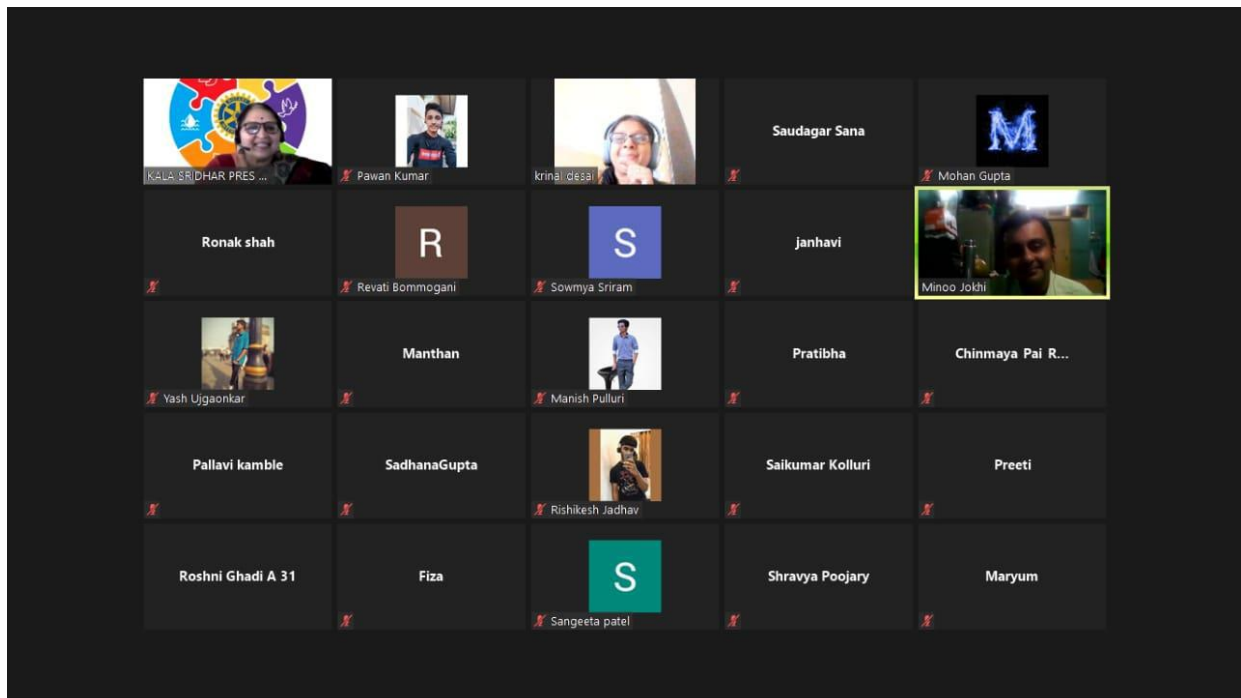 KALA SRIDHAR PRES ...
Pawan Kumar
krinal desai
Saudagar Sana
M
Mohan Gupta
Ronak shah
R
Revati Bommogani
S
Sowmya Sriram
janhavi
Minoo Jokhi
Yash Ujgaonkar
Manthan
Manish Pulluri
Pratibha
Chinmaya Pai R...
Pallavi kamble
SadhanaGupta
Rishikesh Jadhav
Saikumar Kolluri
Preeti
Roshni Ghadi A 31
Fiza
S
Sangeeta patel
Shravya Poojary
Maryum